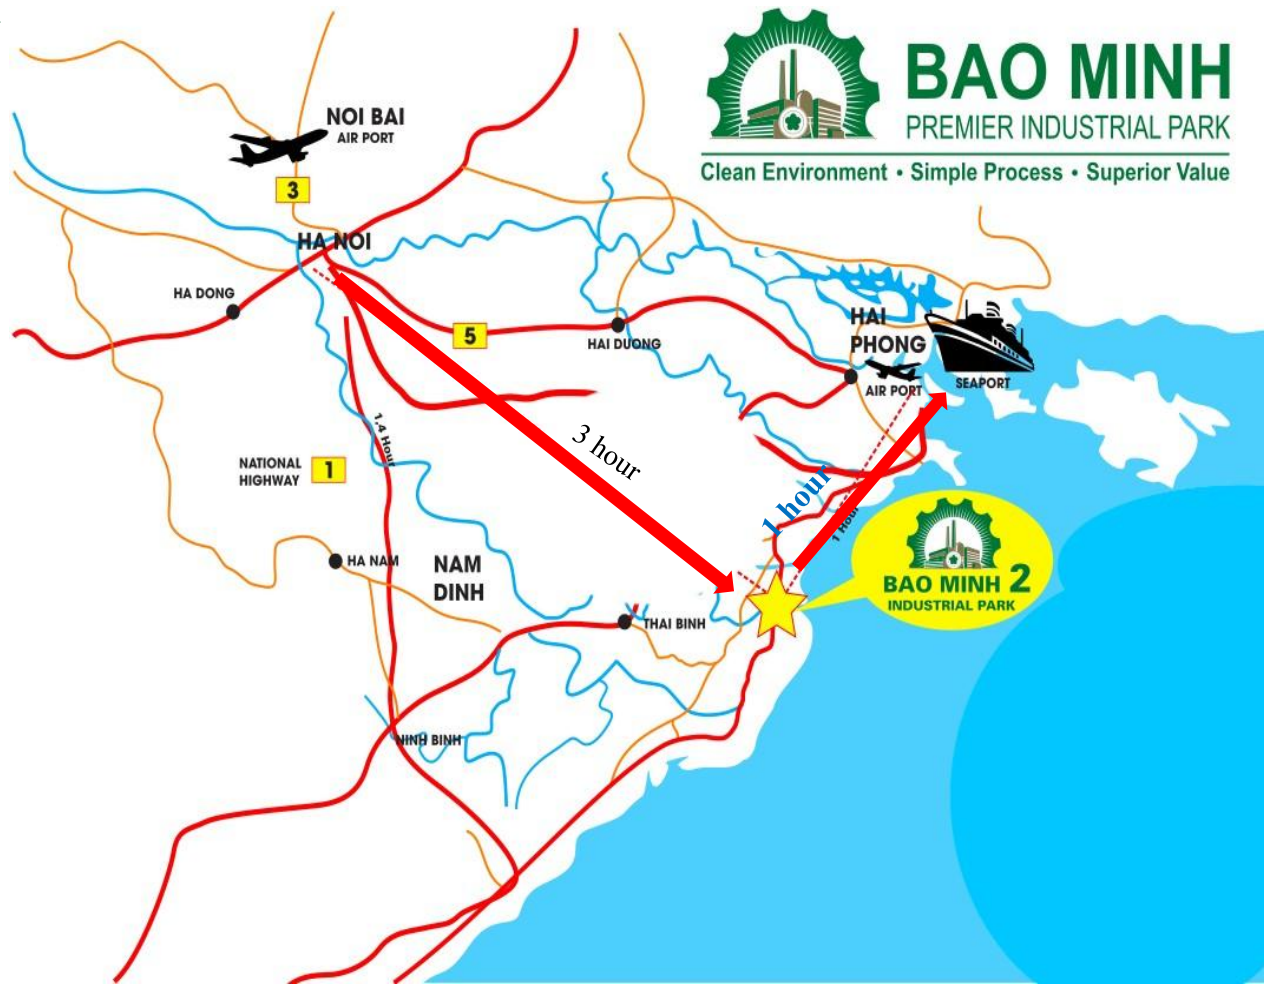 BAO MINH
PREMIER INDUSTRIAL PARK
Clean Environment • Simple Process • Superior Value
NOI BAI
AIR PORT
3
HA NOI
HA DONG
5
HAI DUONG
HAI
PHONG
AIR PORT
SEAPORT
1,4 Hour
3 hour
NATIONAL
HIGHWAY
1
1 hour
1 Hour
HA NAM
NAM
DINH
BAO MINH 2
INDUSTRIAL PARK
THAI BINH
NINH BINH